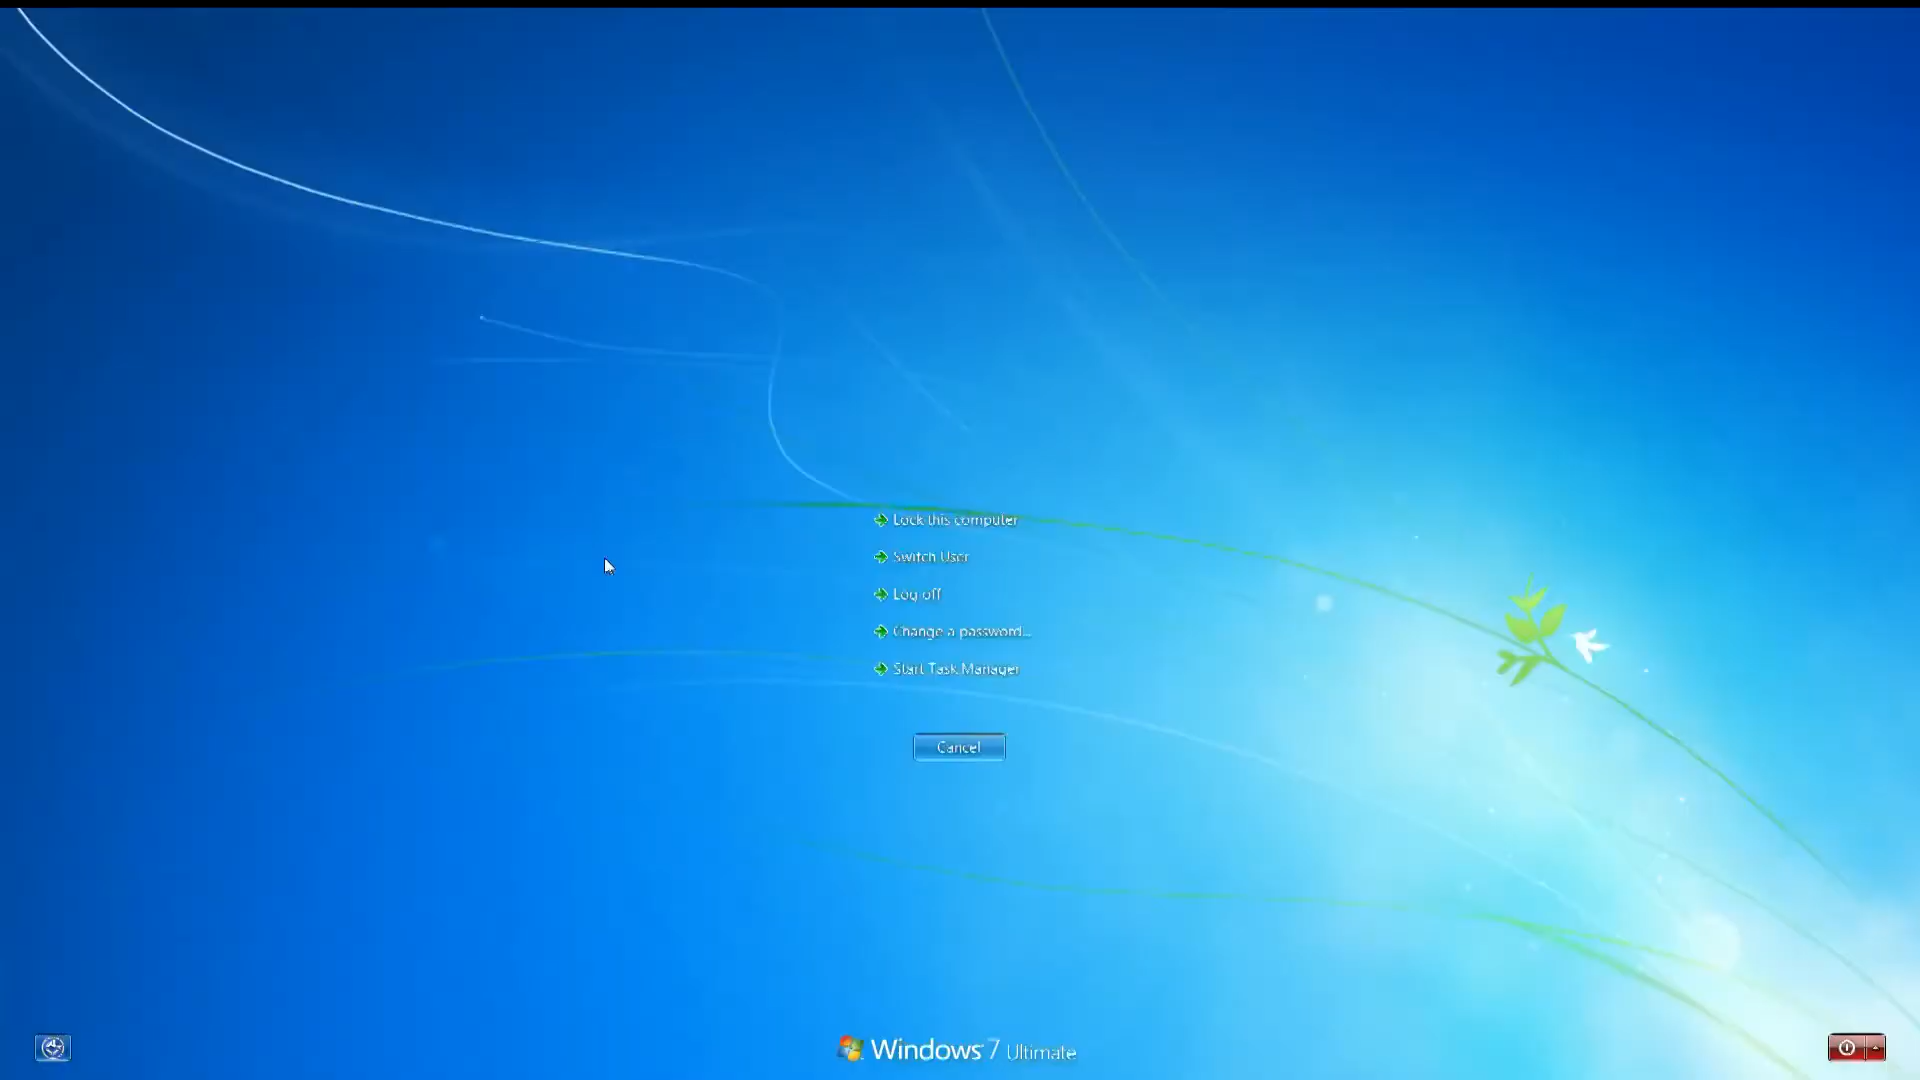 Lock this computer
Switch User
Log off
Change a password...
Start Task Manager
Cancel
Windows 7 Ultimate